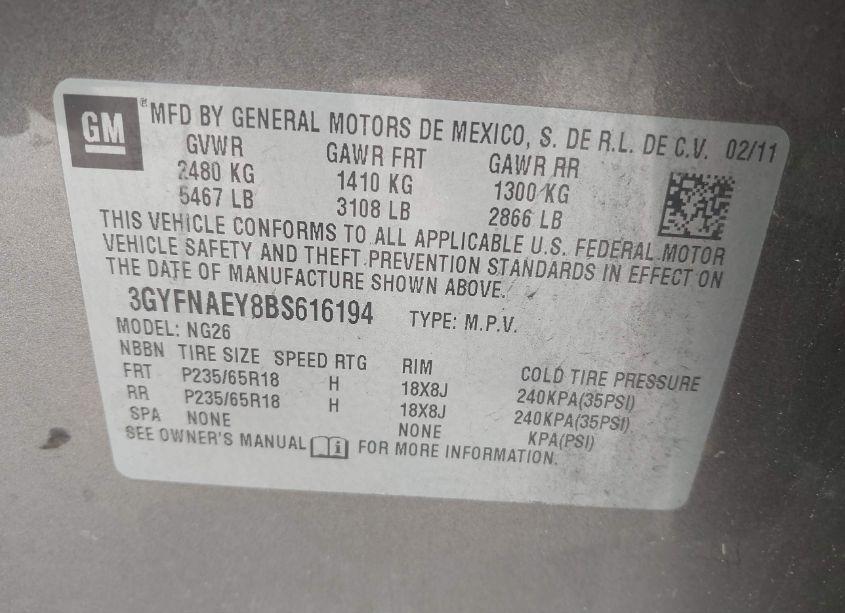 GM ® MFD BY GENERAL MOTORS DE MEXICO, S. DE R.L. DE C.V. 02/11
GVWR GAWR FRT GAWR RR
2480 KG 1410 KG 1300 KG
5467 LB 3108 LB 2866 LB
THIS VEHICLE CONFORMS TO ALL APPLICABLE U.S. FEDERAL MOTOR
VEHICLE SAFETY AND THEFT PREVENTION STANDARDS IN EFFECT ON
THE DATE OF MANUFACTURE SHOWN ABOVE.
3GYFNAEY8BS616194 TYPE: M.P.V.
MODEL: NG26
NBBN TIRE SIZE SPEED RTG RIM COLD TIRE PRESSURE
FRT P235/65R18 H 18X8J 240KPA(35PSI)
RR P235/65R18 H 18X8J 240KPA(35PSI)
SPA NONE NONE KPA(PSI)
SEE OWNER'S MANUAL i FOR MORE INFORMATION.